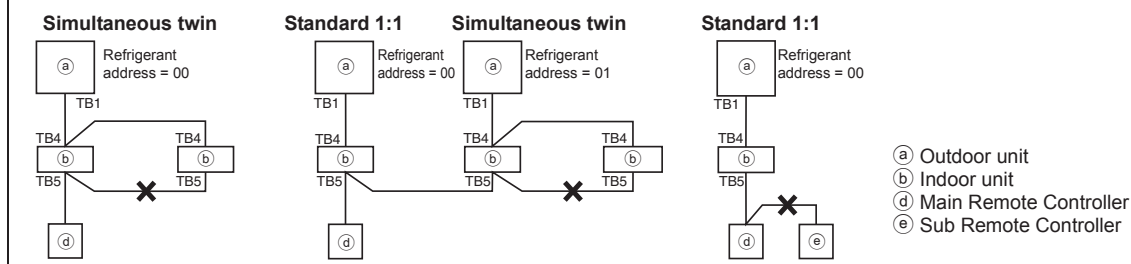 Simultaneous twin
Standard 1:1
Simultaneous twin
Standard 1:1
ⓐ
Refrigerant
address = 00
ⓐ
Refrigerant
address = 00
ⓐ
Refrigerant
address = 01
ⓐ
Refrigerant
address = 00
TB1
TB1
TB1
TB1
TB4
TB4
TB4
TB4
TB4
TB4
ⓑ
ⓑ
ⓑ
ⓑ
ⓑ
ⓑ
TB5
TB5
TB5
TB5
TB5
TB5
ⓓ
ⓓ
ⓓ
ⓔ
ⓐ Outdoor unit
ⓑ Indoor unit
ⓓ Main Remote Controller
ⓔ Sub Remote Controller